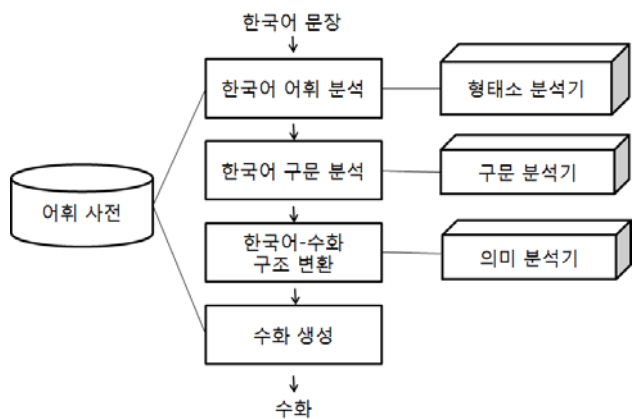 한국어 문장
한국어 어휘 분석
형태소 분석기
한국어 구문 분석
구문 분석기
어휘 사전
한국어-수화
구조 변환
의미 분석기
수화 생성
수화